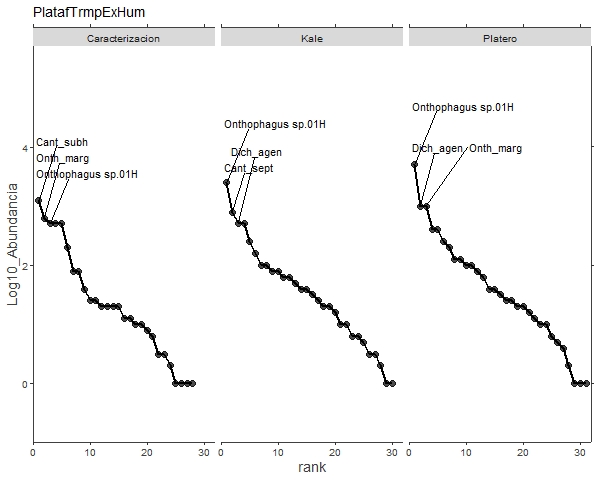 PlatafTrmpExHum
Caracterizacion
Kale
Platero
Cant_subh
Onth_marg
Onthophagus sp.01H
Onthophagus sp.01H
Dich_agen
Cant_sept
Onthophagus sp.01H
Dich_agen
Onth_marg
Log10_Abundancia
4
2
0
0 10 20 30
0 10 20 30
0 10 20 30
rank